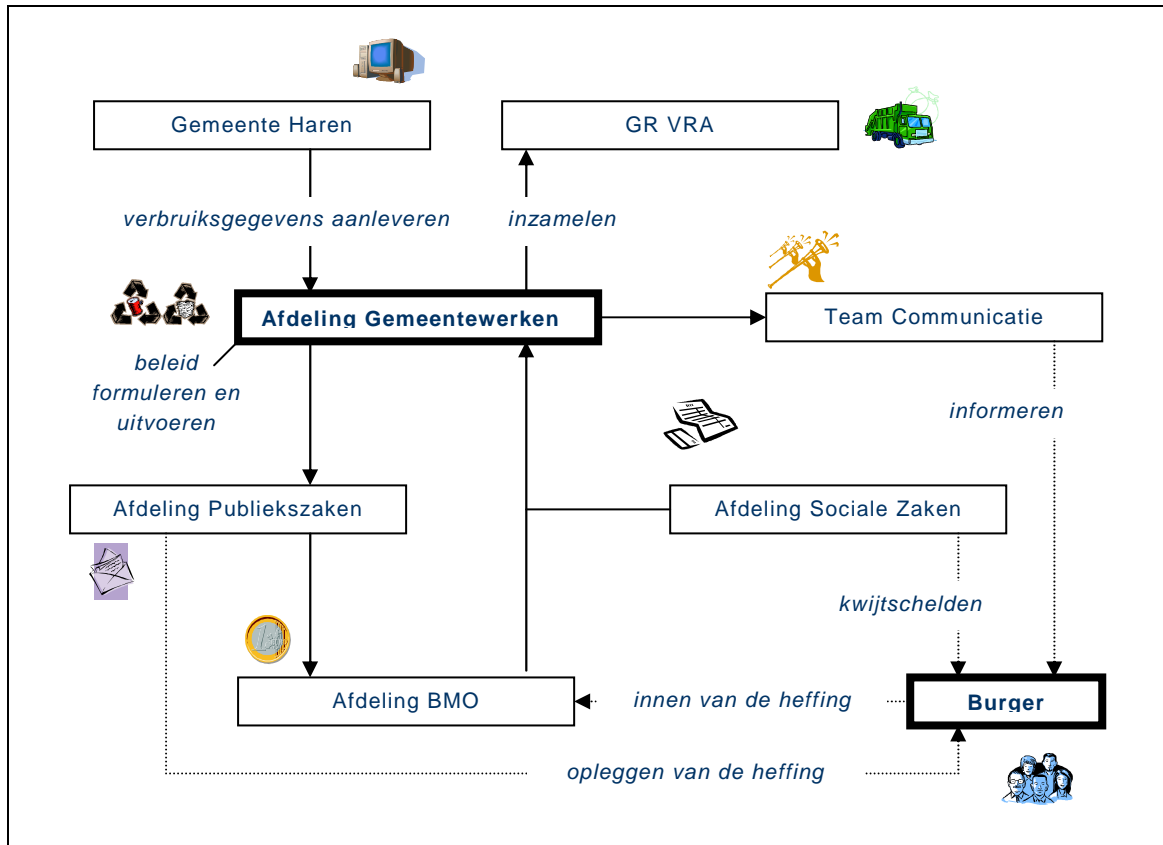 Gemeente Haren
GR VRA
verbruiksgegevens aanleveren
inzamelen
Afdeling Gemeentewerken
Team Communicatie
beleid
formuleren en
uitvoeren
informeren
Afdeling Publiekszaken
Afdeling Sociale Zaken
kwijtschelden
Afdeling BMO
innen van de heffing
Burger
opleggen van de heffing